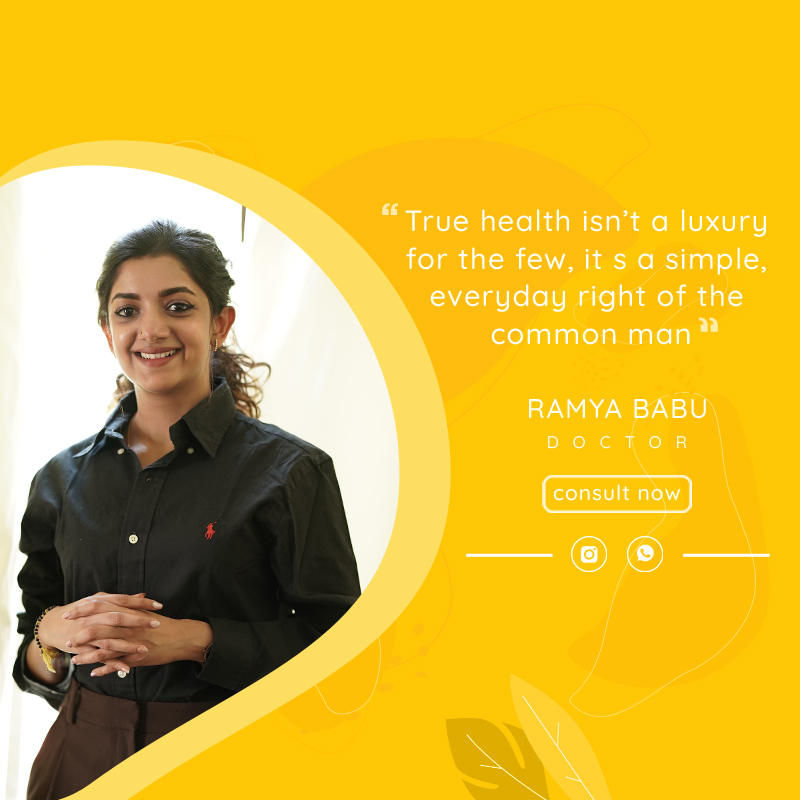 “ True health isn’t a luxury
for the few, it s a simple,
everyday right of the
common man ”
RAMYA BABU
DOCTOR
consult now